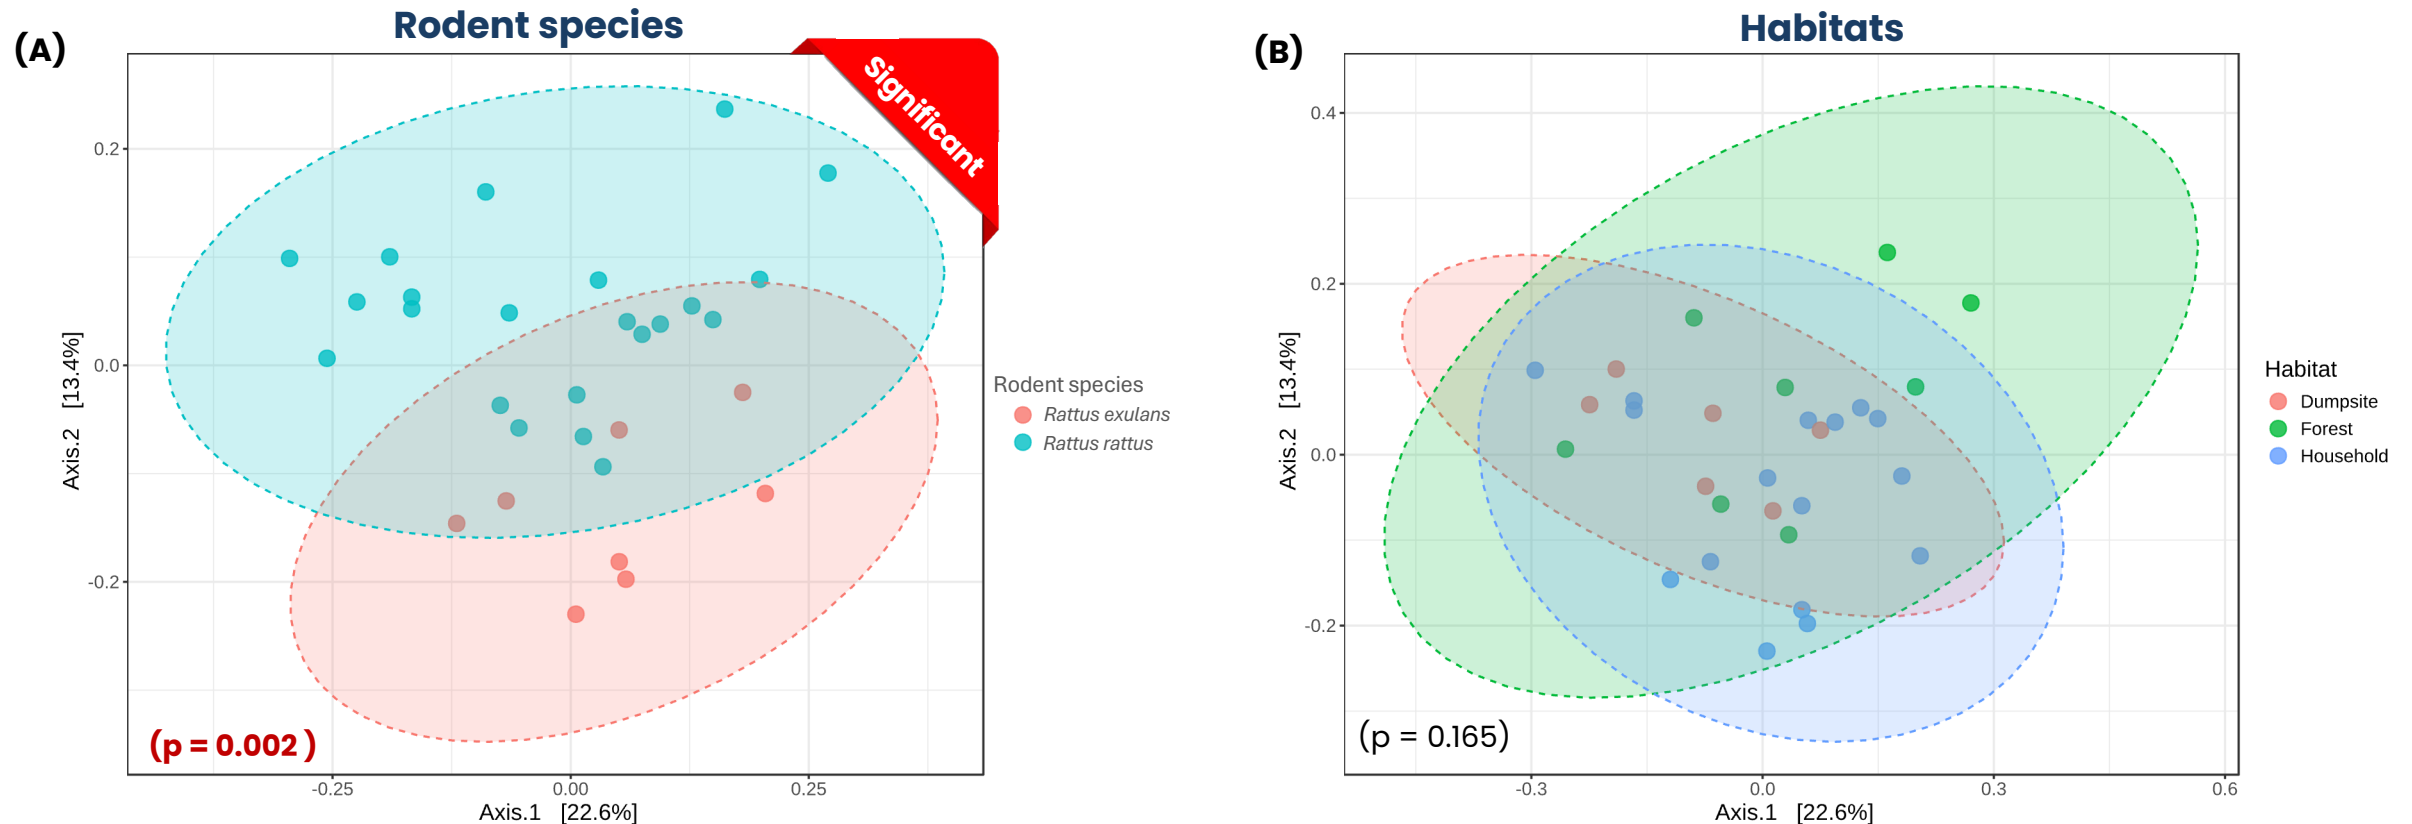 Rodent species
(A)
Significant
0.2
0.0
-0.2
Axis.2 [13.4%]
(p = 0.002 )
-0.25
0.00
0.25
Axis.1 [22.6%]
Rodent species
Rattus exulans
Rattus rattus
Habitats
(B)
0.4
0.2
0.0
-0.2
Axis.2 [13.4%]
(p = 0.165)
-0.3
0.0
0.3
0.6
Axis.1 [22.6%]
Habitat
Dumpsite
Forest
Household